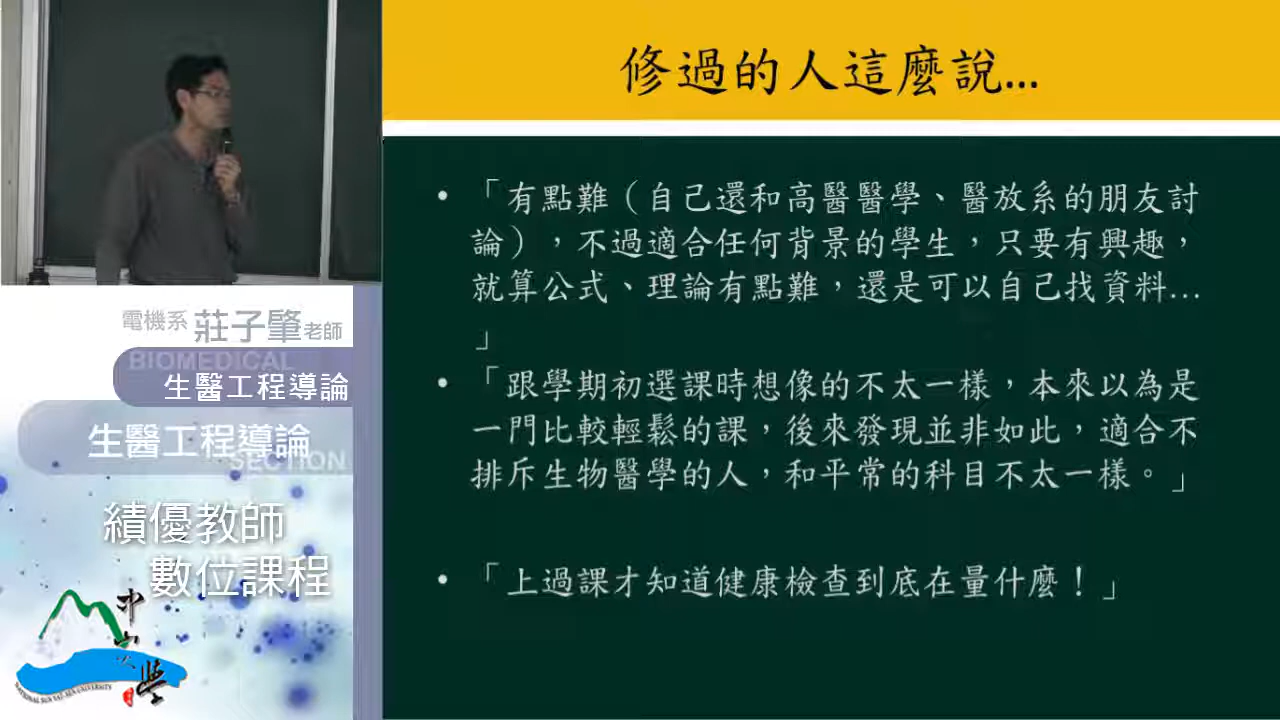 修過的人這麼說...
• 「有點難（自己還和高醫醫學、醫放系的朋友討
論），不過適合任何背景的學生，只要有興趣，
就算公式、理論有點難，還是可以自己找資料...
」
• 「跟學期初選課時想像的不太一樣，本來以為是
一門比較輕鬆的課，後來發現並非如此，適合不
排斥生物醫學的人，和平常的科目不太一樣。」
• 「上過課才知道健康檢查到底在量什麼！」
電機系 莊子肇老師
BIOMEDICAL
生醫工程導論
生醫工程導論
SECTION
績優教師
數位課程
中山大學
NATIONAL SUN YAT-SEN UNIVERSITY